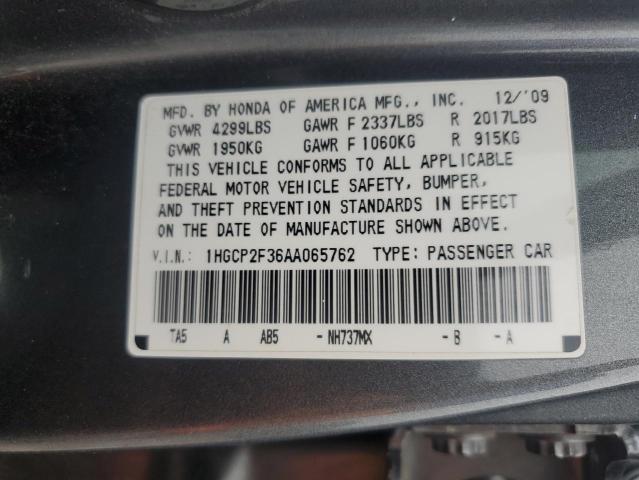 MFD. BY HONDA OF AMERICA MFG., INC. 12/'09
GVWR 4299LBS GAWR F 2337LBS R 2017LBS
GVWR 1950KG GAWR F 1060KG R 915KG
THIS VEHICLE CONFORMS TO ALL APPLICABLE
FEDERAL MOTOR VEHICLE SAFETY, BUMPER,
AND THEFT PREVENTION STANDARDS IN EFFECT
ON THE DATE OF MANUFACTURE SHOWN ABOVE.
V.I.N.: 1HGCP2F36AA065762 TYPE: PASSENGER CAR
TA5 A AB5 -NH737MX -B -A